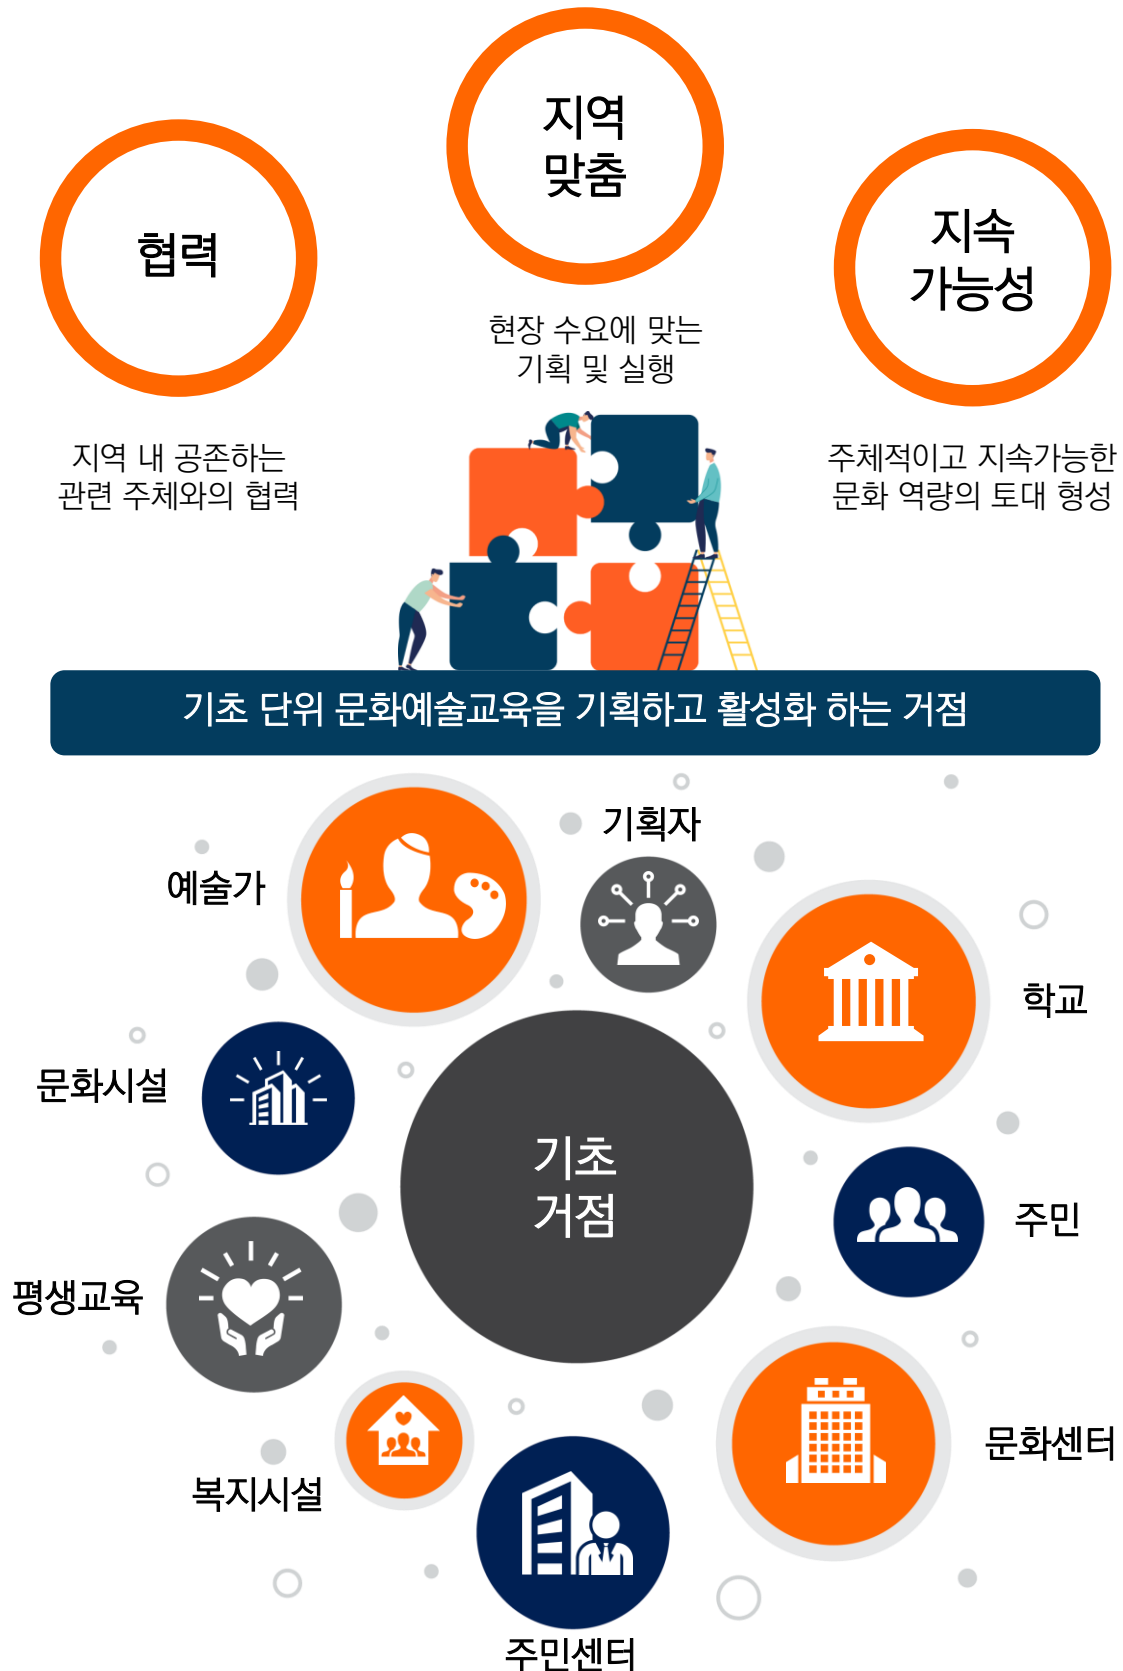 협력
지역 내 공존하는
관련 주체와의 협력
지역
맞춤
현장 수요에 맞는
기획 및 실행
지속
가능성
주체적이고 지속가능한
문화 역량의 토대 형성
기초 단위 문화예술교육을 기획하고 활성화 하는 거점
기획자
예술가
학교
문화시설
기초
거점
주민
평생교육
문화센터
복지시설
주민센터